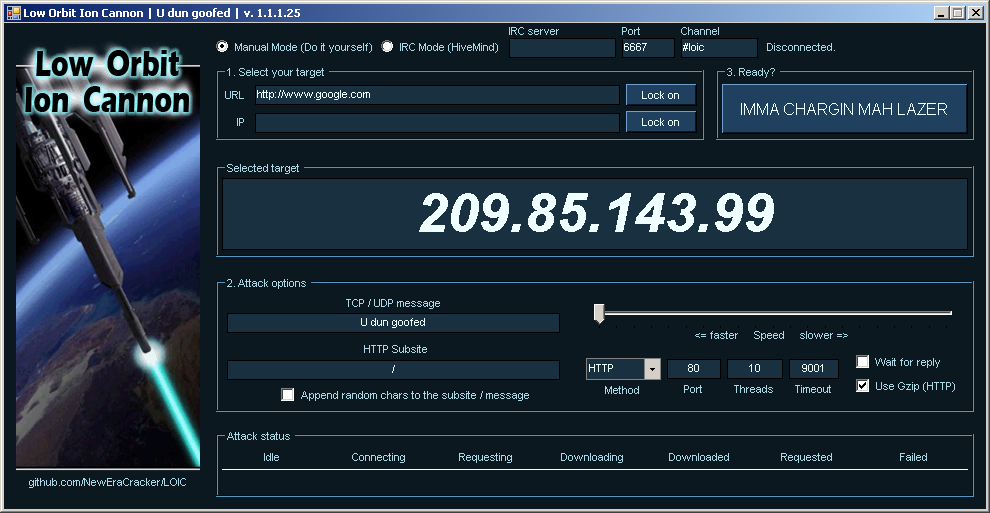 Low Orbit Ion Cannon | U dun goofed | v. 1.1.1.25
Low Orbit
Ion Cannon
github.com/NewEraCracker/LOIC
Manual Mode (Do it yourself)
IRC Mode (HiveMind)
IRC server
Port
Channel
6667
#loic
Disconnected.
1. Select your target
URL
http://www.google.com
Lock on
IP
Lock on
3. Ready?
IMMA CHARGIN MAH LAZER
Selected target
209.85.143.99
2. Attack options
TCP / UDP message
U dun goofed
HTTP Subsite
/
Append random chars to the subsite / message
<= faster Speed slower =>
HTTP
80
10
9001
Method
Port
Threads
Timeout
Wait for reply
Use Gzip (HTTP)
Attack status
Idle Connecting Requesting Downloading Downloaded Requested Failed